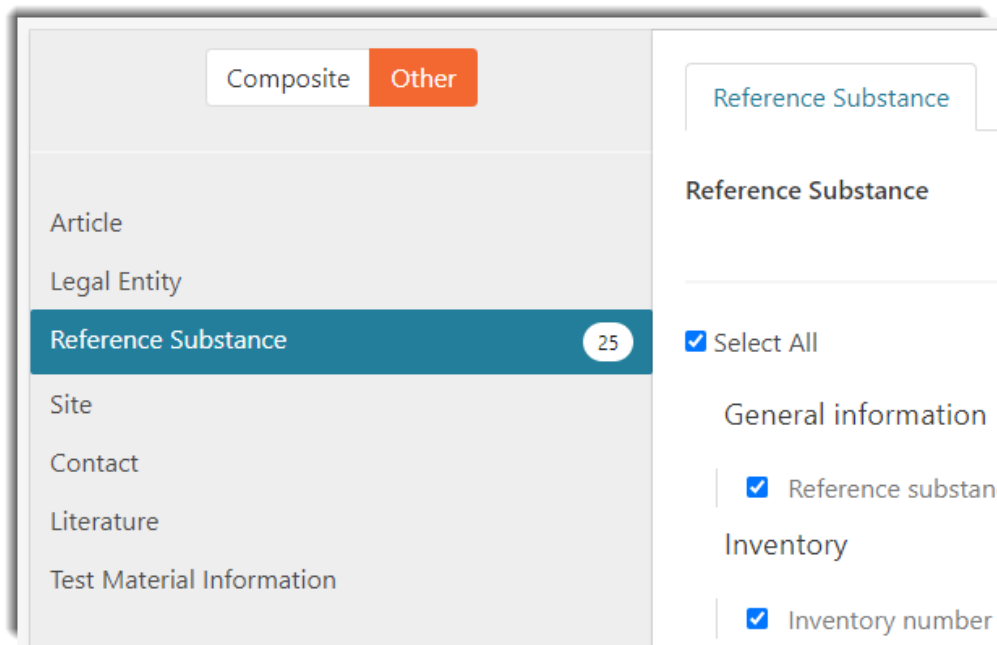 Composite Other
Article
Legal Entity
Reference Substance 25
Site
Contact
Literature
Test Material Information
Reference Substance
Reference Substance
Select All
General information
Reference
Inventory
Inventory number